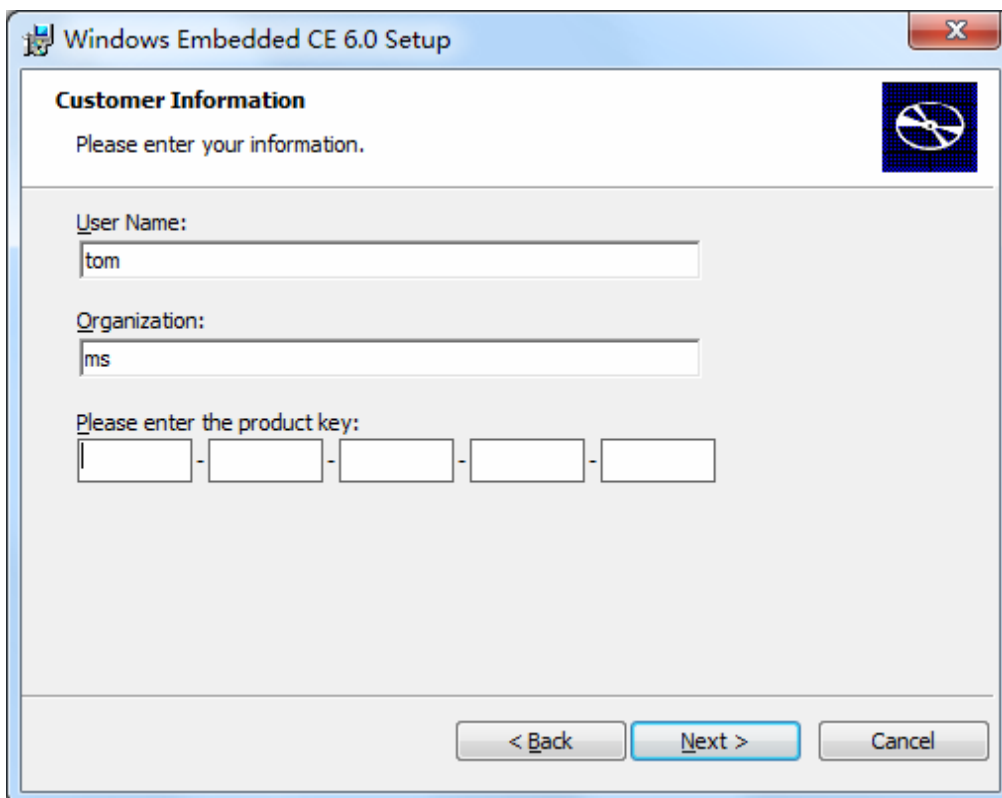 Windows Embedded CE 6.0 Setup
Customer Information
Please enter your information.
User Name:
tom
Organization:
ms
Please enter the product key:
- - - -
< Back Next > Cancel